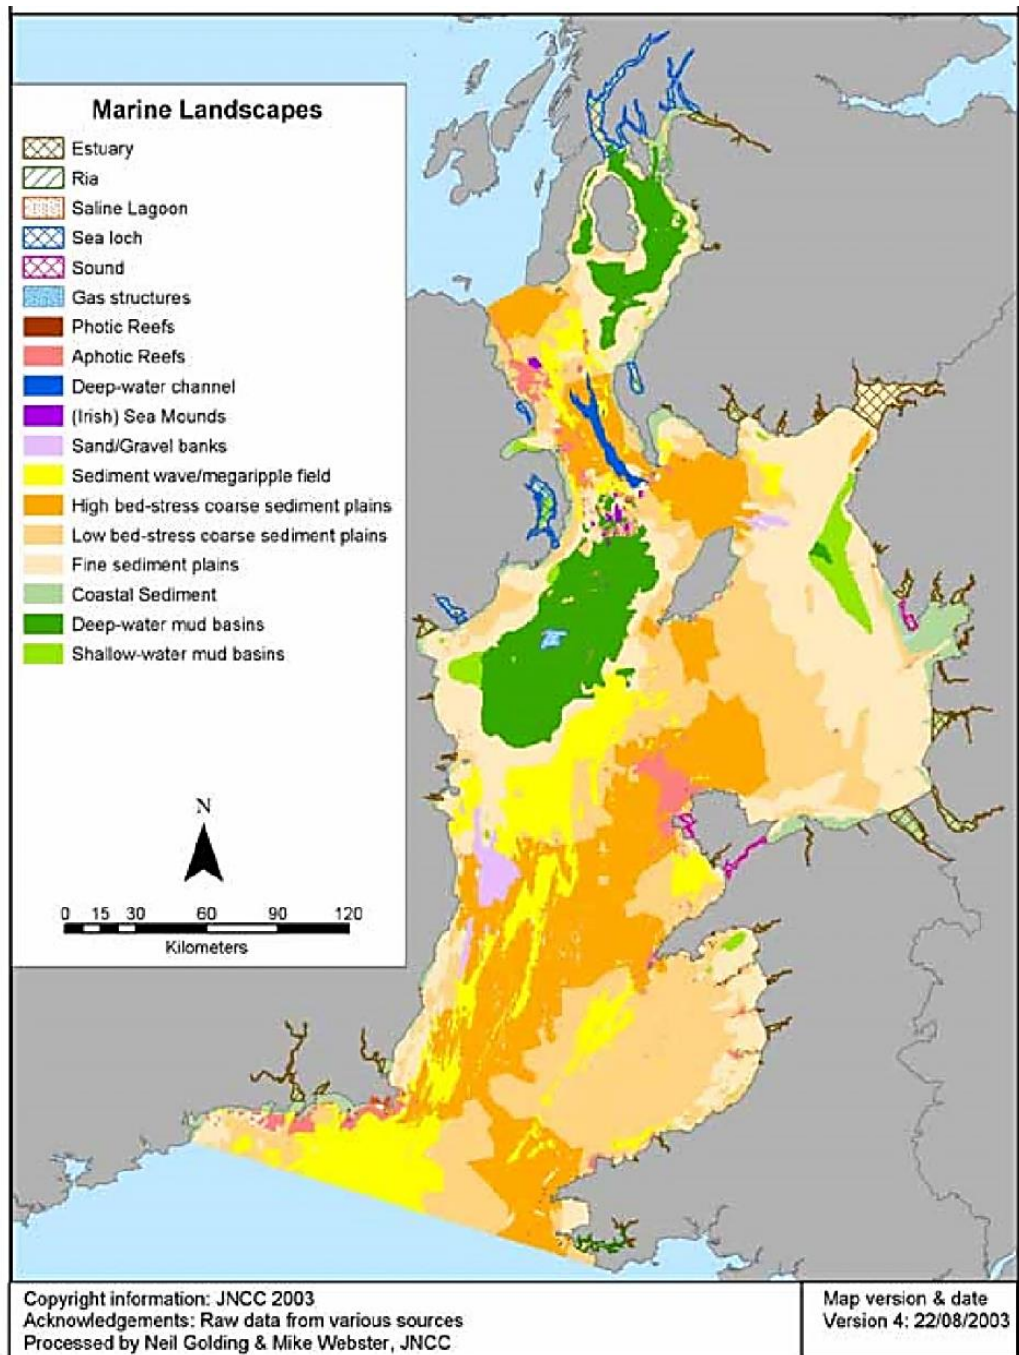 Marine Landscapes
Estuary
Ria
Saline Lagoon
Sea loch
Sound
Gas structures
Photic Reefs
Aphotic Reefs
Deep-water channel
(Irish) Sea Mounds
Sand/Gravel banks
Sediment wave/megaripple field
High bed-stress coarse sediment plains
Low bed-stress coarse sediment plains
Fine sediment plains
Coastal Sediment
Deep-water mud basins
Shallow-water mud basins
N
0 15 30 60 90 120
Kilometers
Copyright information: JNCC 2003
Acknowledgements: Raw data from various sources
Processed by Neil Golding & Mike Webster, JNCC
Map version & date
Version 4: 22/08/2003